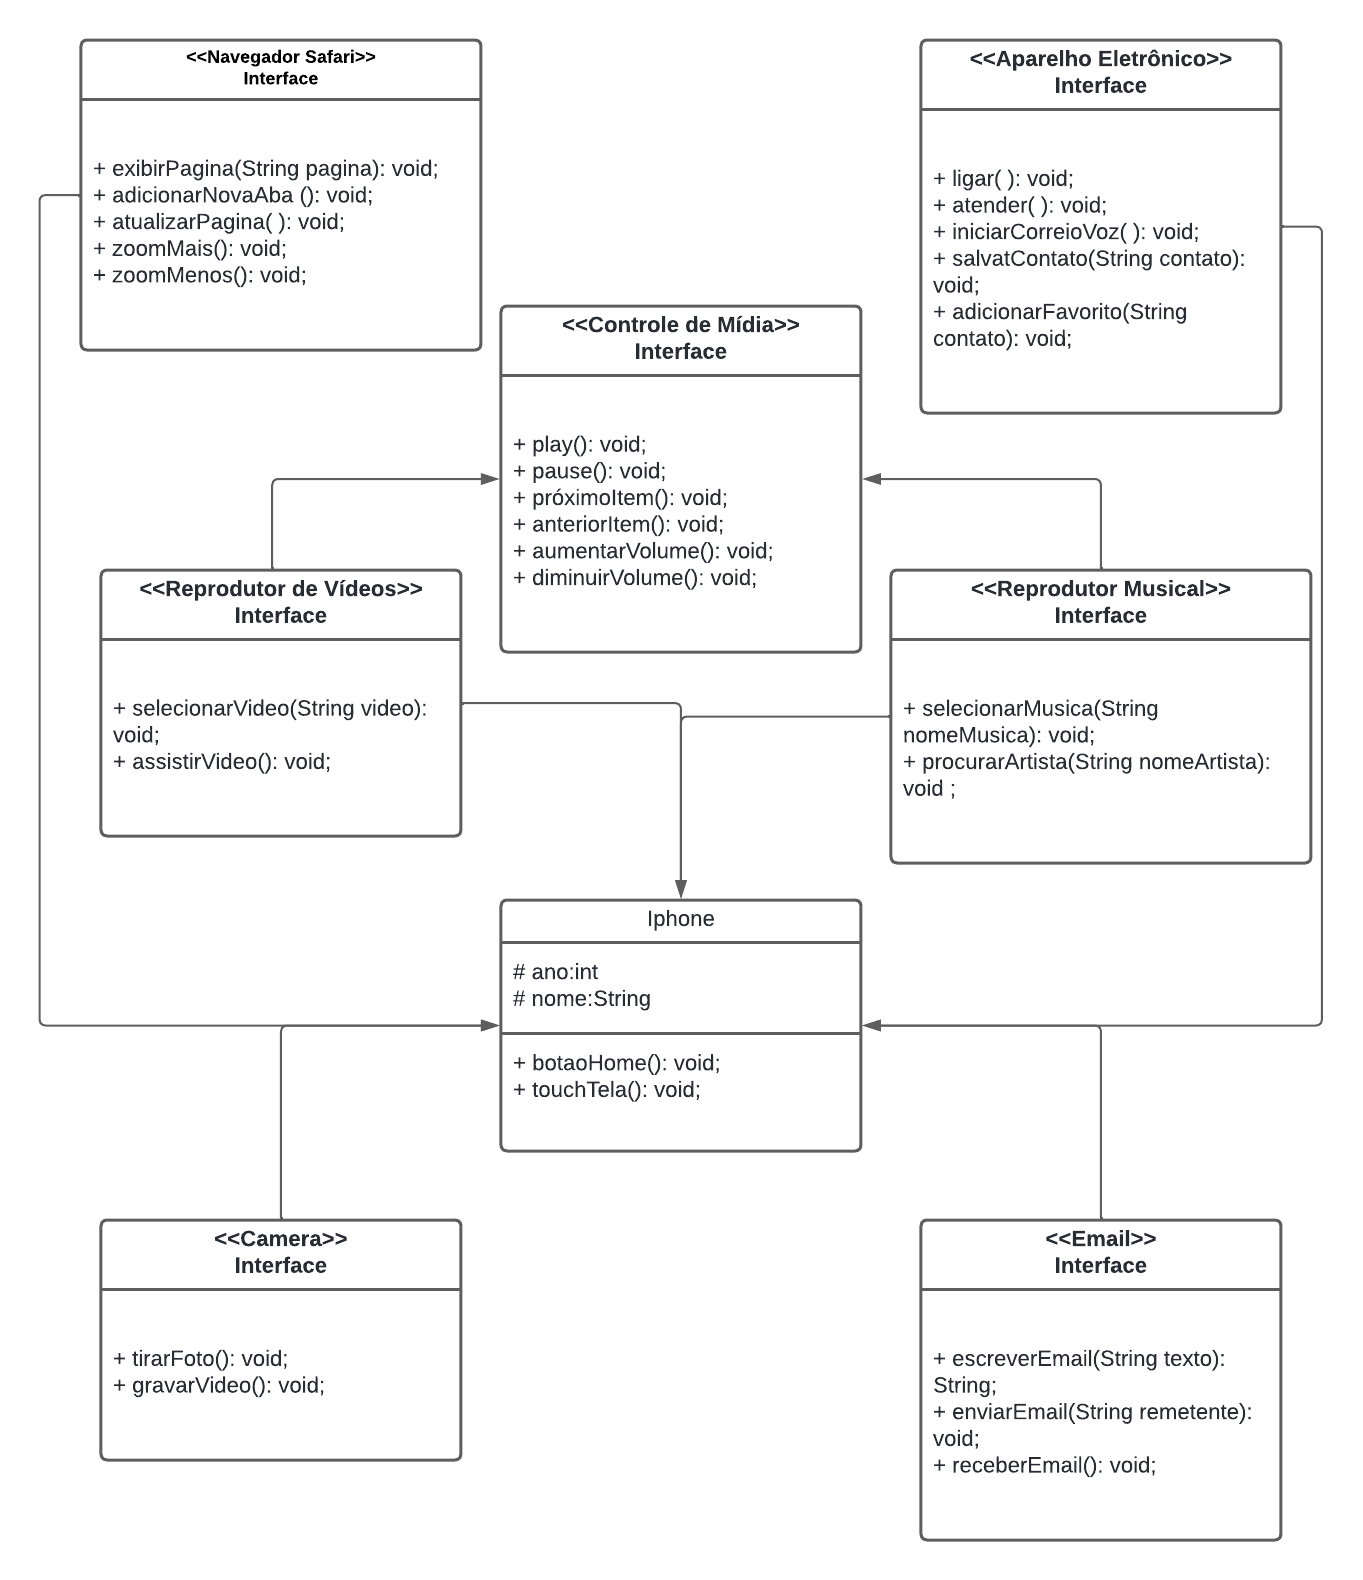 <<Navegador Safari>>
Interface
+ exibirPagina(String pagina): void;
+ adicionarNovaAba (): void;
+ atualizarPagina( ): void;
+ zoomMais(): void;
+ zoomMenos(): void;
<<Aparelho Eletrônico>>
Interface
+ ligar( ): void;
+ atender( ): void;
+ iniciarCorreioVoz( ): void;
+ salvatContato(String contato):
void;
+ adicionarFavorito(String
contato): void;
<<Controle de Mídia>>
Interface
+ play(): void;
+ pause(): void;
+ próximoItem(): void;
+ anteriorItem(): void;
+ aumentarVolume(): void;
+ diminuirVolume(): void;
<<Reprodutor de Vídeos>>
Interface
+ selecionarVideo(String video):
void;
+ assistirVideo(): void;
<<Reprodutor Musical>>
Interface
+ selecionarMusica(String
nomeMusica): void;
+ procurarArtista(String nomeArtista):
void ;
Iphone
# ano:int
# nome:String
+ botaoHome(): void;
+ touchTela(): void;
<<Camera>>
Interface
+ tirarFoto(): void;
+ gravarVideo(): void;
<<Email>>
Interface
+ escreverEmail(String texto):
String;
+ enviarEmail(String remetente):
void;
+ receberEmail(): void;